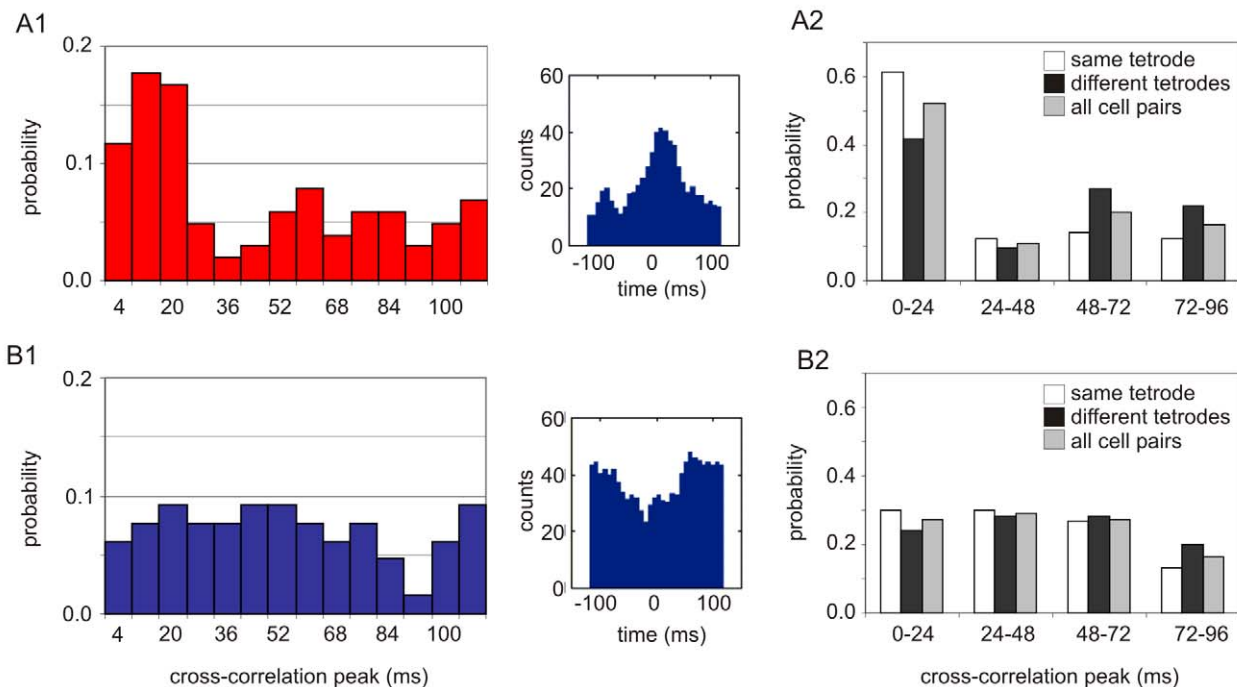 A1
0.2
0.1
0.0
probability
4 20 36 52 68 84 100
60
40
20
0
counts
-100 0 100
time (ms)
A2
0.6
0.4
0.2
0.0
probability
same tetrode
different tetrodes
all cell pairs
0-24 24-48 48-72 72-96
B1
0.2
0.1
0.0
probability
4 20 36 52 68 84 100
cross-correlation peak (ms)
60
40
20
0
counts
-100 0 100
time (ms)
B2
0.6
0.4
0.2
0.0
probability
same tetrode
different tetrodes
all cell pairs
0-24 24-48 48-72 72-96
cross-correlation peak (ms)